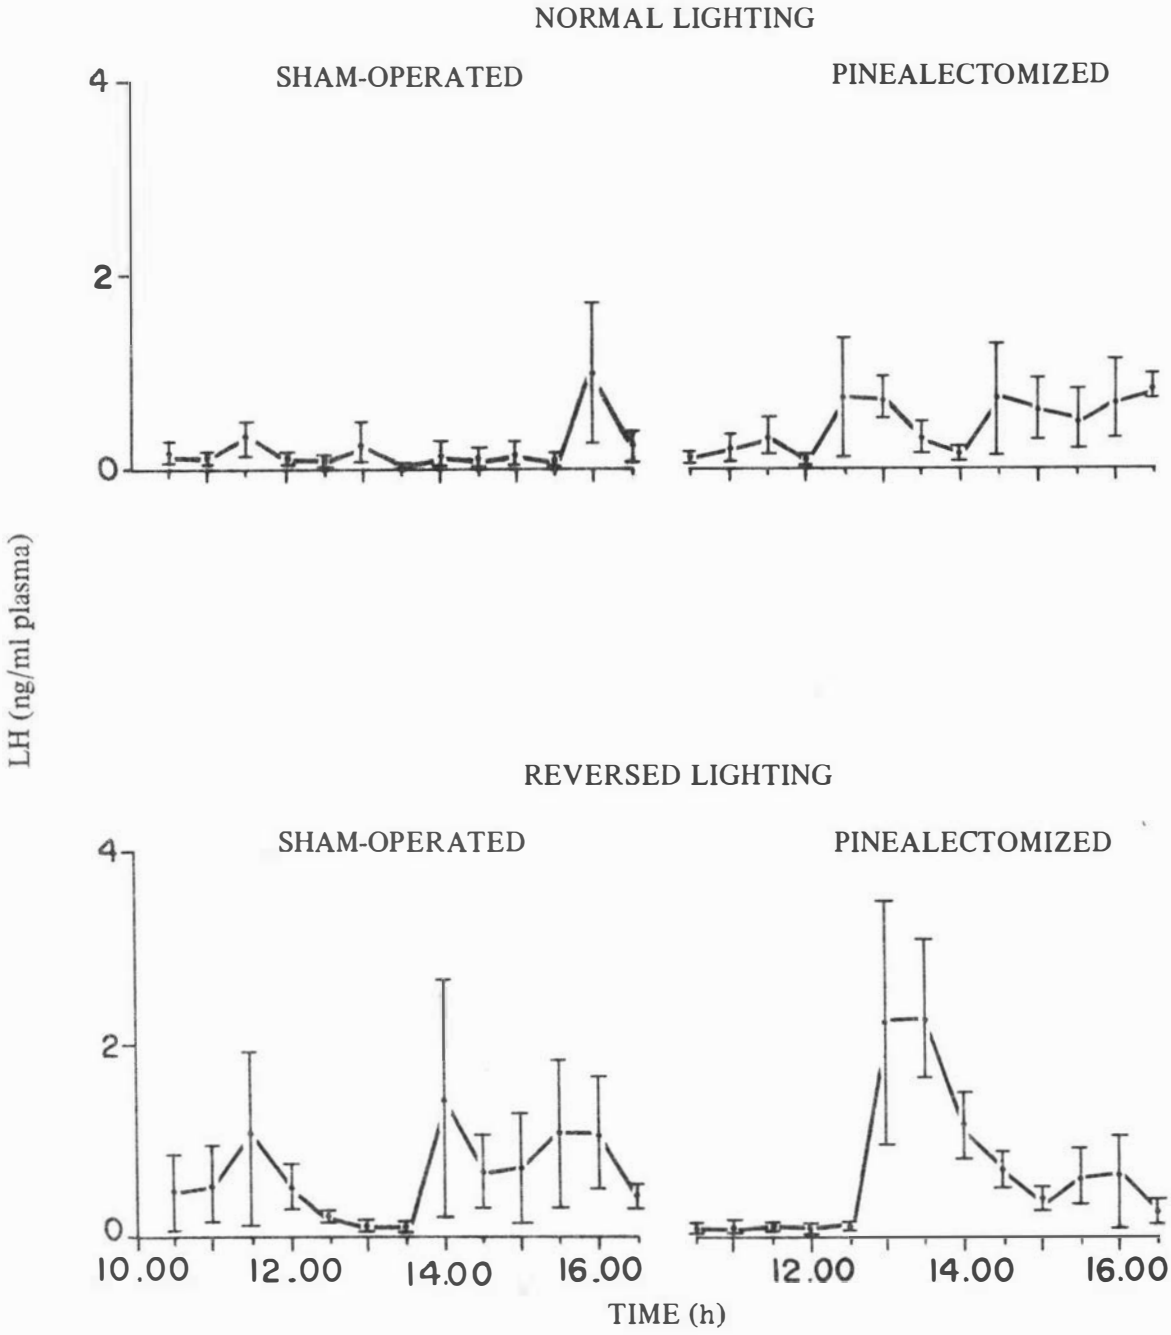 NORMAL LIGHTING
SHAM-OPERATED PINEALECTOMIZED
4
2
0
LH (ng/ml plasma)
REVERSED LIGHTING
SHAM-OPERATED PINEALECTOMIZED
4
2
0
10.00 12.00 14.00 16.00 12.00 14.00 16.00
TIME (h)